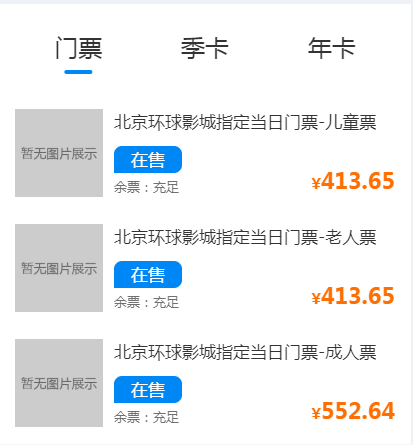 门票 季卡 年卡
北京环球影城指定当日门票-儿童票
暂无图片展示
在售
余票：充足
¥413.65
北京环球影城指定当日门票-老人票
暂无图片展示
在售
余票：充足
¥413.65
北京环球影城指定当日门票-成人票
暂无图片展示
在售
余票：充足
¥552.64